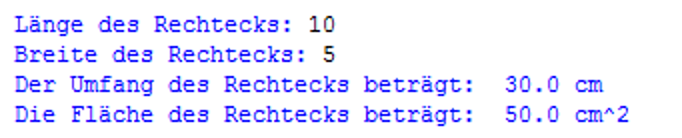 Länge des Rechtecks: 10
Breite des Rechtecks: 5
Der Umfang des Rechtecks beträgt:  30.0 cm
Die Fläche des Rechtecks beträgt:  50.0 cm^2